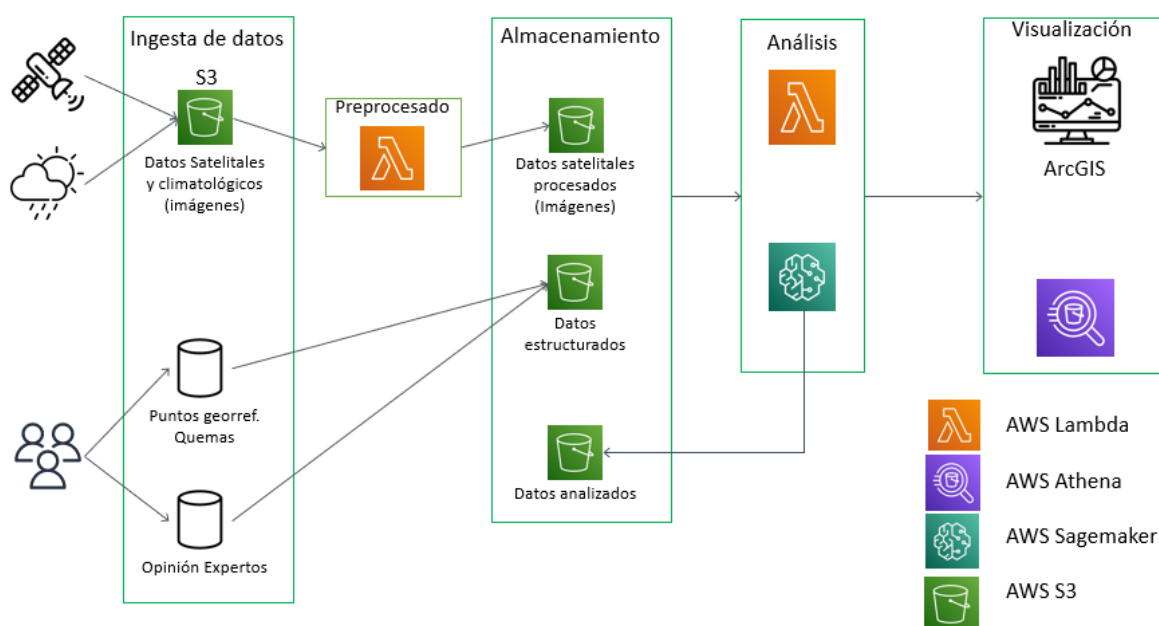 Ingesta de datos
S3
Datos Satelitales
y climatológicos
(imágenes)
Puntos georref.
Quemas
Opinión Expertos
Preprocesado
Almacenamiento
Datos satelitales
procesados
(Imágenes)
Datos
estructurados
Datos analizados
Análisis
Visualización
ArcGIS
AWS Lambda
AWS Athena
AWS Sagemaker
AWS S3